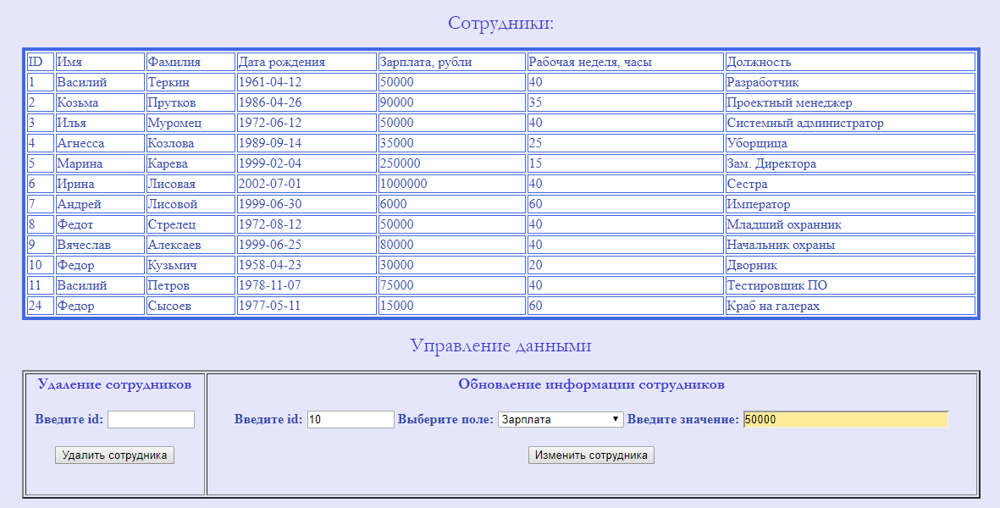 Сотрудники:
ID Имя Фамилия Дата рождения Зарплата, рубли Рабочая неделя, часы Должность
1 Василий Теркин 1961-04-12 50000 40 Разработчик
2 Козьма Прутков 1986-04-26 90000 35 Проектный менеджер
3 Илья Муромец 1972-06-12 50000 40 Системный администратор
4 Агнесса Козлова 1989-09-14 35000 25 Уборщица
5 Марина Карева 1999-02-04 250000 15 Зам. Директора
6 Ирина Лисовая 2002-07-01 1000000 40 Сестра
7 Андрей Лисовой 1999-06-30 6000 60 Император
8 Федот Стрелец 1972-08-12 50000 40 Младший охранник
9 Вячеслав Алексаев 1999-06-25 80000 40 Начальник охраны
10 Федор Кузьмич 1958-04-23 30000 20 Дворник
11 Василий Петров 1978-11-07 75000 40 Тестировщик ПО
24 Федор Сысоев 1977-05-11 15000 60 Краб на галерах
Управление данными
Удаление сотрудников
Введите id:
Удалить сотрудника
Обновление информации сотрудников
Введите id: 10 Выберите поле: Зарплата Введите значение: 50000
Изменить сотрудника